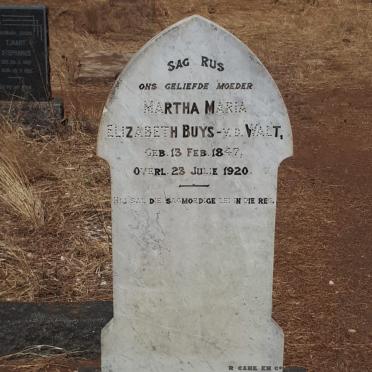 SAG RUS
ONS GELIEFDE MOEDER
MARTHA MARIA
ELIZABETH BUYS-V.D. WALT,
GEB. 13 FEB. 1847,
OVERL. 23 JULIE 1920.
HIJ SAL DIE SAGMOEDIGE LEI IN DIE REG.